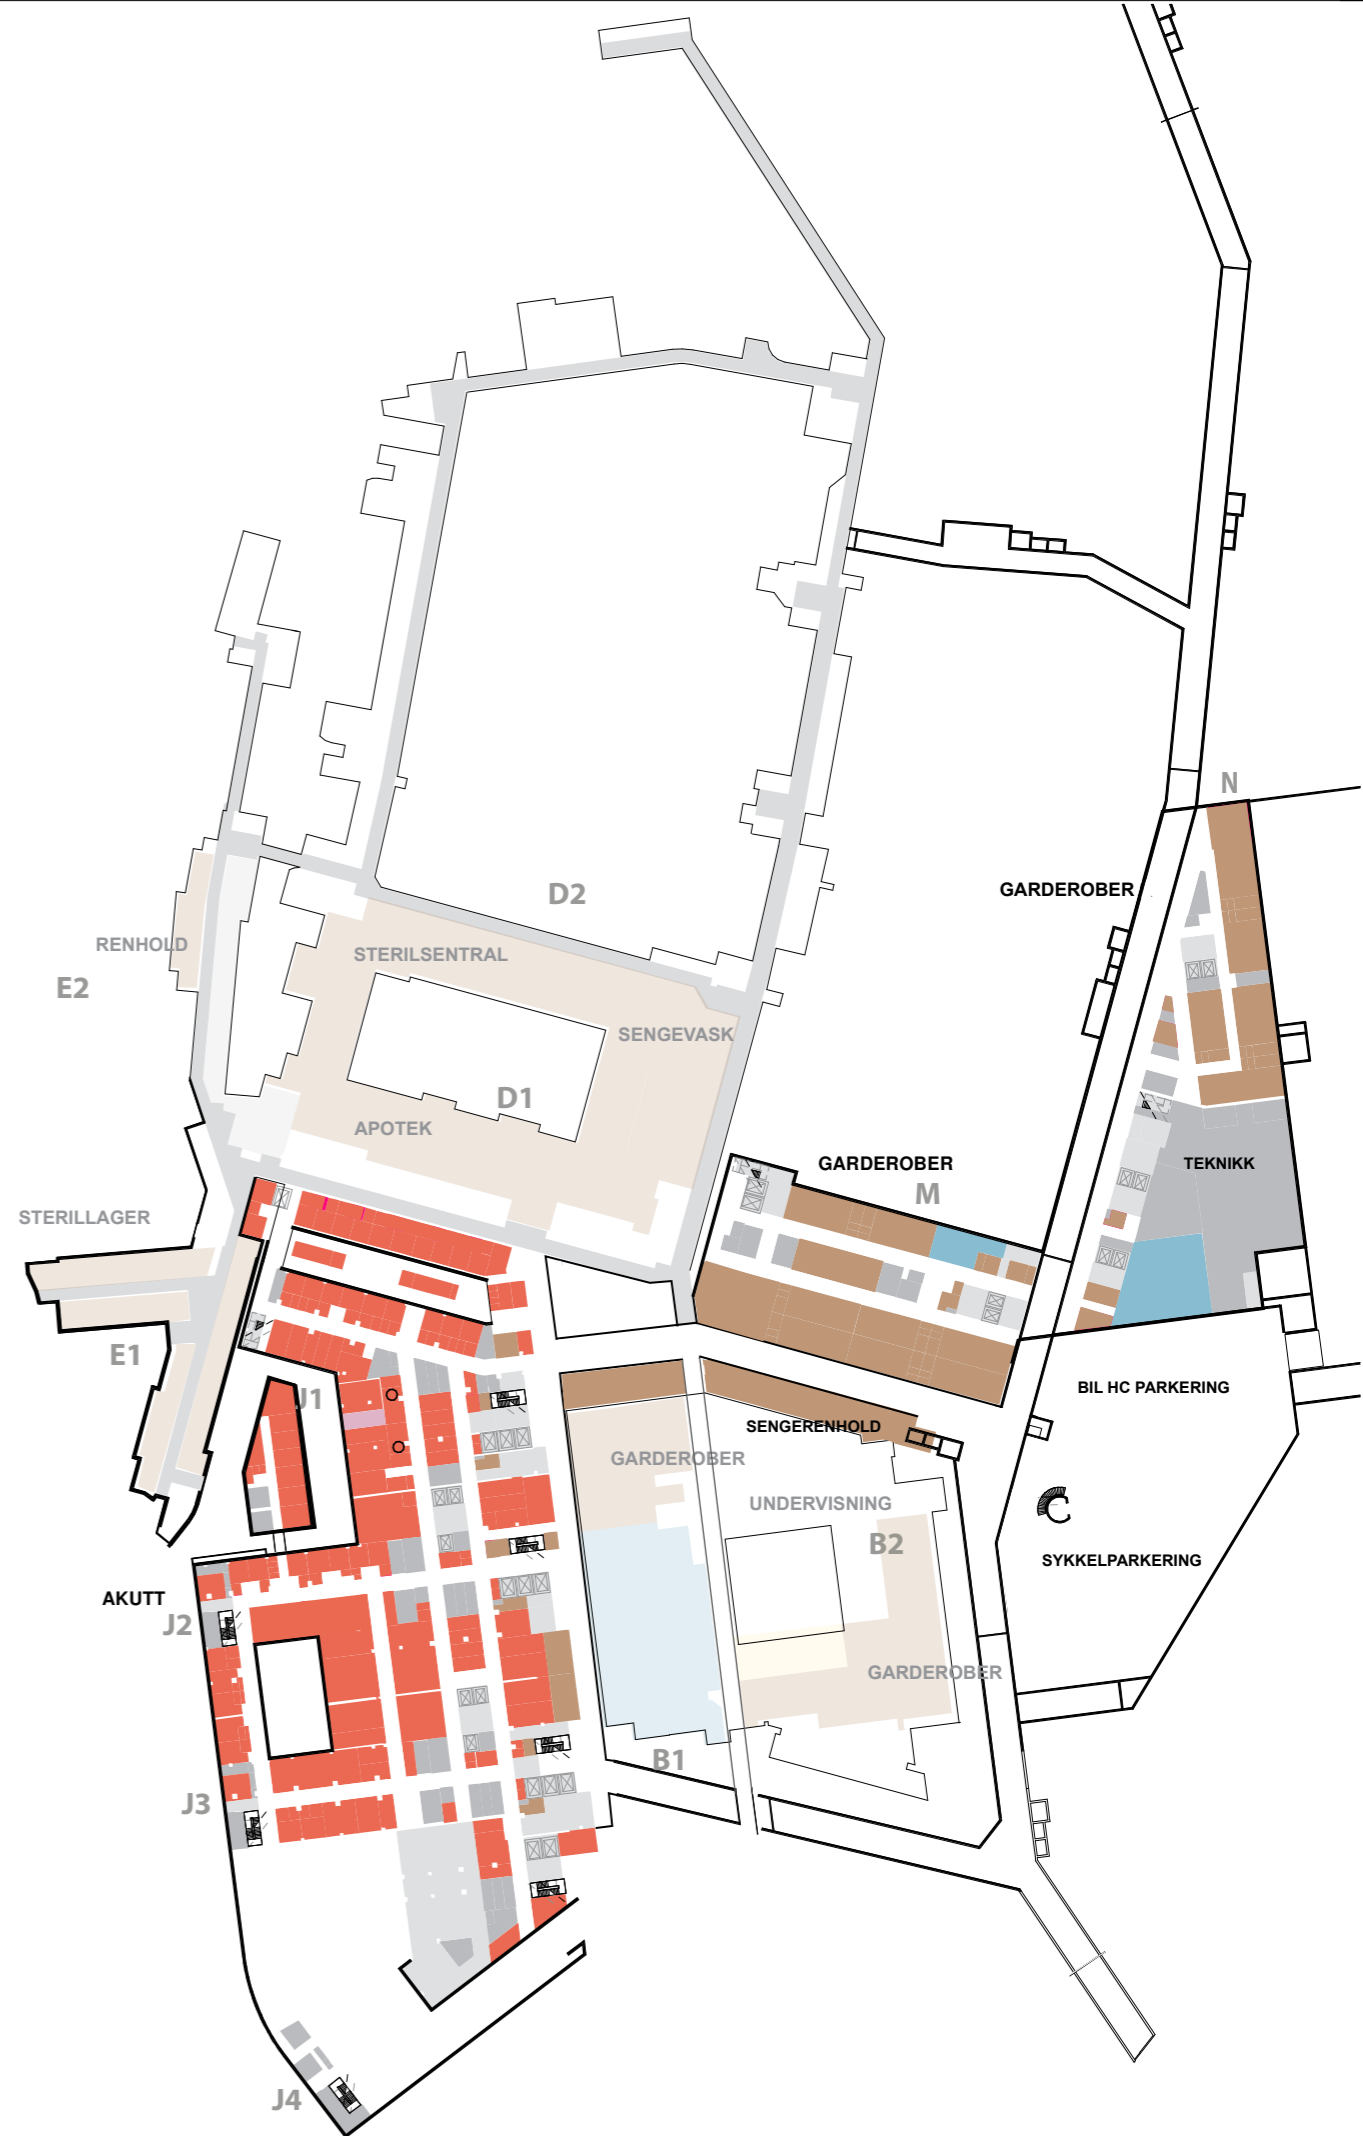 N
GARDEROBER
D2
RENHOLD
STERILSENTRAL
E2
SENGEVASK
D1
APOTEK
GARDEROBER
TEKNIKK
M
STERILLAGER
E1
BIL HC PARKERING
J1
SENGERENHOLD
GARDEROBER
UNDERVISNING
B2
SYKKELPARKERING
AKUTT
J2
GARDEROBER
B1
J3
J4